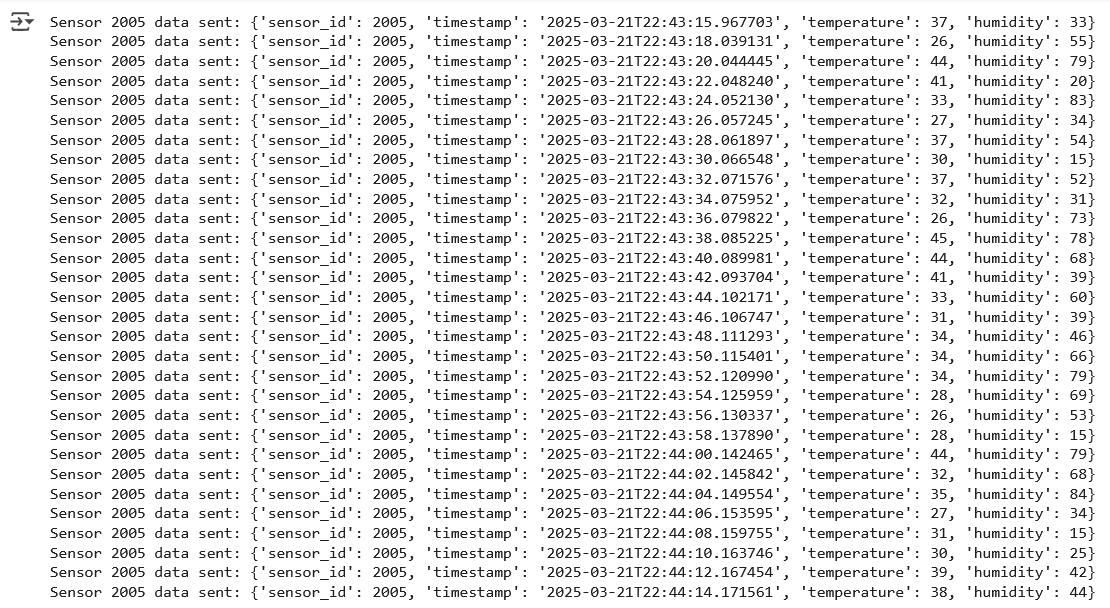 Sensor 2005 data sent: {'sensor_id': 2005, 'timestamp': '2025-03-21T22:43:15.967703', 'temperature': 37, 'humidity': 33}
Sensor 2005 data sent: {'sensor_id': 2005, 'timestamp': '2025-03-21T22:43:18.039131', 'temperature': 26, 'humidity': 55}
Sensor 2005 data sent: {'sensor_id': 2005, 'timestamp': '2025-03-21T22:43:20.044445', 'temperature': 44, 'humidity': 79}
Sensor 2005 data sent: {'sensor_id': 2005, 'timestamp': '2025-03-21T22:43:22.048240', 'temperature': 41, 'humidity': 20}
Sensor 2005 data sent: {'sensor_id': 2005, 'timestamp': '2025-03-21T22:43:24.052130', 'temperature': 33, 'humidity': 83}
Sensor 2005 data sent: {'sensor_id': 2005, 'timestamp': '2025-03-21T22:43:26.057245', 'temperature': 27, 'humidity': 34}
Sensor 2005 data sent: {'sensor_id': 2005, 'timestamp': '2025-03-21T22:43:28.061897', 'temperature': 37, 'humidity': 54}
Sensor 2005 data sent: {'sensor_id': 2005, 'timestamp': '2025-03-21T22:43:30.066548', 'temperature': 30, 'humidity': 15}
Sensor 2005 data sent: {'sensor_id': 2005, 'timestamp': '2025-03-21T22:43:32.071576', 'temperature': 37, 'humidity': 52}
Sensor 2005 data sent: {'sensor_id': 2005, 'timestamp': '2025-03-21T22:43:34.075952', 'temperature': 32, 'humidity': 31}
Sensor 2005 data sent: {'sensor_id': 2005, 'timestamp': '2025-03-21T22:43:36.079822', 'temperature': 26, 'humidity': 73}
Sensor 2005 data sent: {'sensor_id': 2005, 'timestamp': '2025-03-21T22:43:38.085225', 'temperature': 45, 'humidity': 78}
Sensor 2005 data sent: {'sensor_id': 2005, 'timestamp': '2025-03-21T22:43:40.089981', 'temperature': 44, 'humidity': 68}
Sensor 2005 data sent: {'sensor_id': 2005, 'timestamp': '2025-03-21T22:43:42.093704', 'temperature': 41, 'humidity': 39}
Sensor 2005 data sent: {'sensor_id': 2005, 'timestamp': '2025-03-21T22:43:44.102171', 'temperature': 33, 'humidity': 60}
Sensor 2005 data sent: {'sensor_id': 2005, 'timestamp': '2025-03-21T22:43:46.106747', 'temperature': 31, 'humidity': 39}
Sensor 2005 data sent: {'sensor_id': 2005, 'timestamp': '2025-03-21T22:43:48.111293', 'temperature': 34, 'humidity': 46}
Sensor 2005 data sent: {'sensor_id': 2005, 'timestamp': '2025-03-21T22:43:50.115401', 'temperature': 34, 'humidity': 66}
Sensor 2005 data sent: {'sensor_id': 2005, 'timestamp': '2025-03-21T22:43:52.120990', 'temperature': 34, 'humidity': 79}
Sensor 2005 data sent: {'sensor_id': 2005, 'timestamp': '2025-03-21T22:43:54.125959', 'temperature': 28, 'humidity': 69}
Sensor 2005 data sent: {'sensor_id': 2005, 'timestamp': '2025-03-21T22:43:56.130337', 'temperature': 26, 'humidity': 53}
Sensor 2005 data sent: {'sensor_id': 2005, 'timestamp': '2025-03-21T22:43:58.137890', 'temperature': 28, 'humidity': 15}
Sensor 2005 data sent: {'sensor_id': 2005, 'timestamp': '2025-03-21T22:44:00.142465', 'temperature': 44, 'humidity': 79}
Sensor 2005 data sent: {'sensor_id': 2005, 'timestamp': '2025-03-21T22:44:02.145842', 'temperature': 32, 'humidity': 68}
Sensor 2005 data sent: {'sensor_id': 2005, 'timestamp': '2025-03-21T22:44:04.149554', 'temperature': 35, 'humidity': 84}
Sensor 2005 data sent: {'sensor_id': 2005, 'timestamp': '2025-03-21T22:44:06.153595', 'temperature': 27, 'humidity': 34}
Sensor 2005 data sent: {'sensor_id': 2005, 'timestamp': '2025-03-21T22:44:08.159755', 'temperature': 31, 'humidity': 15}
Sensor 2005 data sent: {'sensor_id': 2005, 'timestamp': '2025-03-21T22:44:10.163746', 'temperature': 30, 'humidity': 25}
Sensor 2005 data sent: {'sensor_id': 2005, 'timestamp': '2025-03-21T22:44:12.167454', 'temperature': 39, 'humidity': 42}
Sensor 2005 data sent: {'sensor_id': 2005, 'timestamp': '2025-03-21T22:44:14.171561', 'temperature': 38, 'humidity': 44}